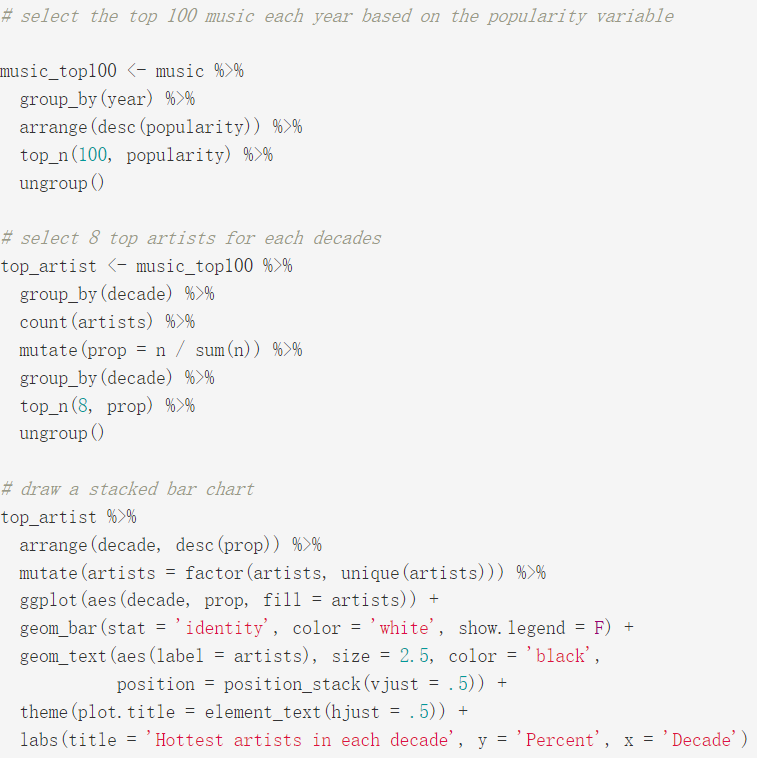 # select the top 100 music each year based on the popularity variable
music_top100 <- music %>%
group_by(year) %>%
arrange(desc(popularity)) %>%
top_n(100, popularity) %>%
ungroup()
# select 8 top artists for each decades
top_artist <- music_top100 %>%
group_by(decade) %>%
count(artists) %>%
mutate(prop = n / sum(n)) %>%
group_by(decade) %>%
top_n(8, prop) %>%
ungroup()
# draw a stacked bar chart
top_artist %>%
arrange(decade, desc(prop)) %>%
mutate(artists = factor(artists, unique(artists))) %>%
ggplot(aes(decade, prop, fill = artists)) +
geom_bar(stat = 'identity', color = 'white', show.legend = F) +
geom_text(aes(label = artists), size = 2.5, color = 'black',
position = position_stack(vjust = .5)) +
theme(plot.title = element_text(hjust = .5)) +
labs(title = 'Hottest artists in each decade', y = 'Percent', x = 'Decade')